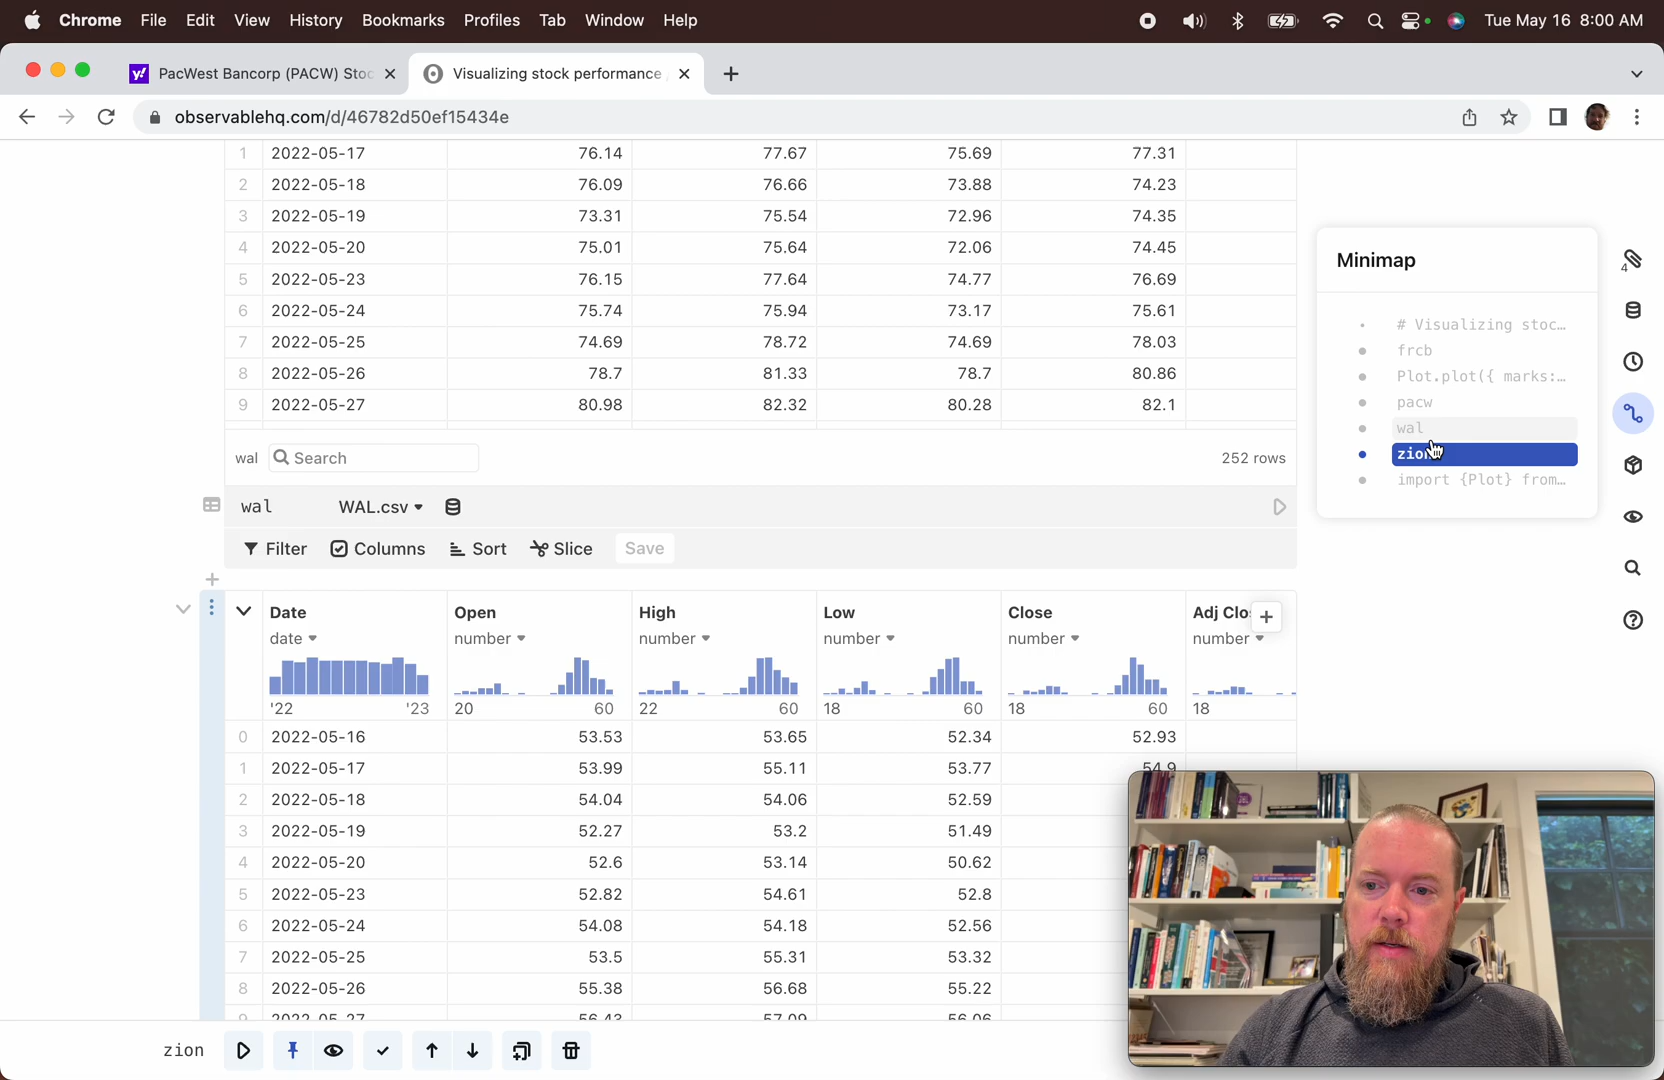 Chrome File Edit View History Bookmarks Profiles Tab Window Help Tue May 16 8:00 AM
y! PacWest Bancorp (PACW) Stoc Visualizing stock performance
observablehq.com/d/46782d50ef15434e
1 2022-05-17 76.14 77.67 75.69 77.31
2 2022-05-18 76.09 76.66 73.88 74.23
3 2022-05-19 73.31 75.54 72.96 74.35
4 2022-05-20 75.01 75.64 72.06 74.45
5 2022-05-23 76.15 77.64 74.77 76.69
6 2022-05-24 75.74 75.94 73.17 75.61
7 2022-05-25 74.69 78.72 74.69 78.03
8 2022-05-26 78.7 81.33 78.7 80.86
9 2022-05-27 80.98 82.32 80.28 82.1
wal Search 252 rows
wal WAL.csv
Filter Columns Sort Slice Save
Date Open High Low Close Adj Clo
date number number number number number
'22 '23 20 60 22 60 18 60 18 60 18
0 2022-05-16 53.53 53.65 52.34 52.93
1 2022-05-17 53.99 55.11 53.77 54.9
2 2022-05-18 54.04 54.06 52.59
3 2022-05-19 52.27 53.2 51.49
4 2022-05-20 52.6 53.14 50.62
5 2022-05-23 52.82 54.61 52.8
6 2022-05-24 54.08 54.18 52.56
7 2022-05-25 53.5 55.31 53.32
8 2022-05-26 55.38 56.68 55.22
9 2022-05-27 56.43 57.09 56.06
zion
Minimap
# Visualizing stoc…
frcb
Plot.plot({ marks:…
pacw
wal
zion
import {Plot} from…
4